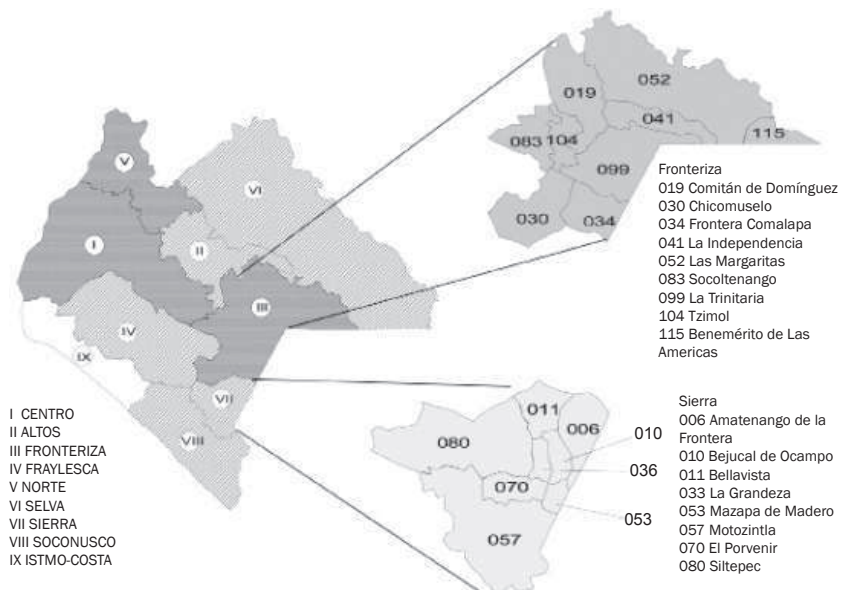 052
019
041
115
083
104
099
030
034
Fronteriza
019 Comitán de Domínguez
030 Chicomuselo
034 Frontera Comalapa
041 La Independencia
052 Las Margaritas
083 Socoltenango
099 La Trinitaria
104 Tzimol
115 Benemérito de Las
Americas
V
VI
I
II
III
IV
IX
VII
VIII
I CENTRO
II ALTOS
III FRONTERIZA
IV FRAYLESCA
V NORTE
VI SELVA
VII SIERRA
VIII SOCONUSCO
IX ISTMO-COSTA
011
006
080
010
036
070
053
057
Sierra
006 Amatenango de la
Frontera
010 Bejucal de Ocampo
011 Bellavista
033 La Grandeza
053 Mazapa de Madero
057 Motozintla
070 El Porvenir
080 Siltepec